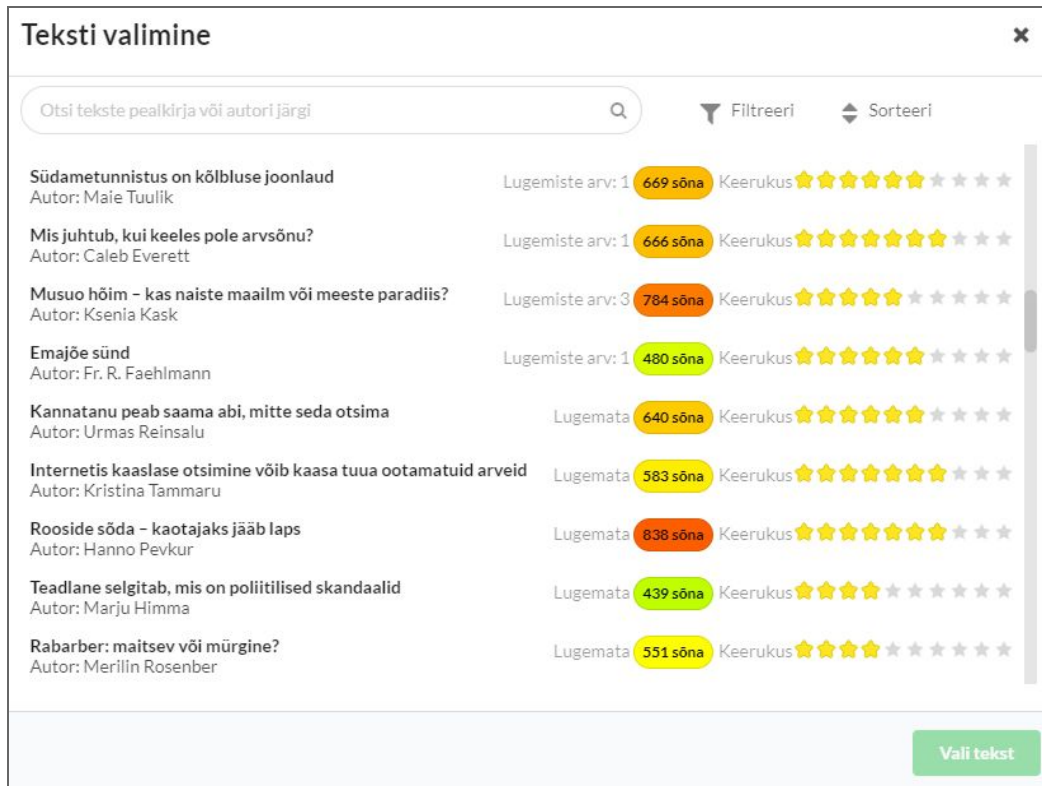 Teksti valimine
Otsi tekste pealkirja või autori järgi
Filtreeri
Sorteeri
Südametunnistus on kõlbluse joonlaud
Autor: Maie Tuulik
Lugemiste arv: 1 669 sõna Keerukus
Mis juhtub, kui keeles pole arvsõnu?
Autor: Caleb Everett
Lugemiste arv: 1 666 sõna Keerukus
Musuo hõim – kas naiste maailm või meeste paradiis?
Autor: Ksenia Kask
Lugemiste arv: 3 784 sõna Keerukus
Emajõe sünd
Autor: Fr. R. Faehlmann
Lugemiste arv: 1 480 sõna Keerukus
Kannatanu peab saama abi, mitte seda otsima
Autor: Urmas Reinsalu
Lugemata 640 sõna Keerukus
Internetis kaaslase otsimine võib kaasa tuua ootamatuid arveid
Autor: Kristina Tammaru
Lugemata 583 sõna Keerukus
Rooside sõda – kaotajaks jääb laps
Autor: Hanno Pevkur
Lugemata 838 sõna Keerukus
Teadlane selgitab, mis on poliitilised skandaalid
Autor: Marju Himma
Lugemata 439 sõna Keerukus
Rabarber: maitsev või mürgine?
Autor: Merilin Rosenber
Lugemata 551 sõna Keerukus
Vali tekst